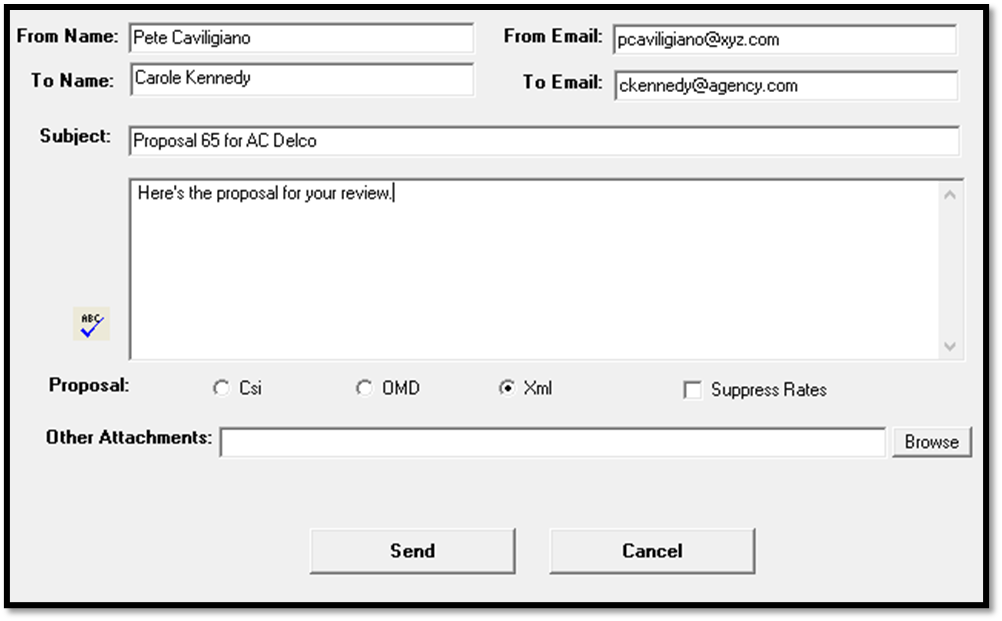 From Name: Pete Caviligiano From Email: pcaviligiano@xyz.com
To Name: Carole Kennedy To Email: ckennedy@agency.com
Subject: Proposal 65 for AC Delco
Here's the proposal for your review.
ABC
Proposal: Csi OMD Xml Suppress Rates
Other Attachments: Browse
Send Cancel